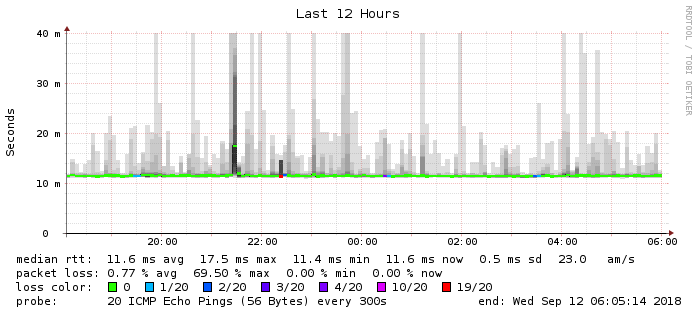 Last 12 Hours
RRDTOOL / TOBI OETIKER
Seconds
40 m
30 m
20 m
10 m
0
20:00 22:00 00:00 02:00 04:00 06:00
median rtt: 11.6 ms avg 17.5 ms max 11.4 ms min 11.6 ms now 0.5 ms sd 23.0 am/s
packet loss: 0.77 % avg 69.50 % max 0.00 % min 0.00 % now
loss color: 0 1/20 2/20 3/20 4/20 10/20 19/20
probe: 20 ICMP Echo Pings (56 Bytes) every 300s end: Wed Sep 12 06:05:14 2018